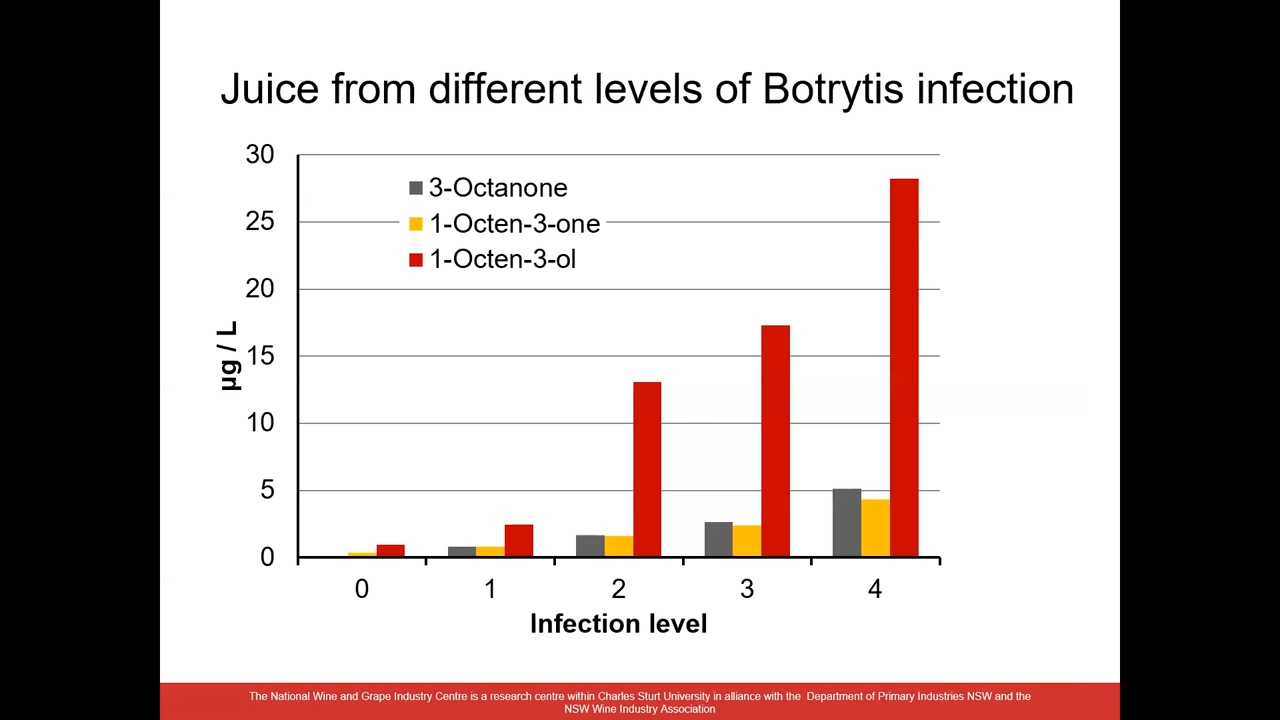 Juice from different levels of Botrytis infection
30
25
20
15
10
5
0
µg / L
3-Octanone
1-Octen-3-one
1-Octen-3-ol
0 1 2 3 4
Infection level
The National Wine and Grape Industry Centre is a research centre within Charles Sturt University in alliance with the Department of Primary Industries NSW and the
NSW Wine Industry Association